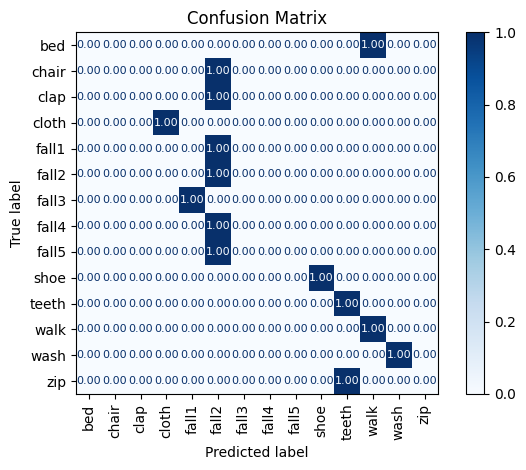 Confusion Matrix
True label
bed 0.00 0.00 0.00 0.00 0.00 0.00 0.00 0.00 0.00 0.00 0.00 1.00 0.00 0.00
chair 0.00 0.00 0.00 0.00 0.00 1.00 0.00 0.00 0.00 0.00 0.00 0.00 0.00 0.00
clap 0.00 0.00 0.00 0.00 0.00 1.00 0.00 0.00 0.00 0.00 0.00 0.00 0.00 0.00
cloth 0.00 0.00 0.00 1.00 0.00 0.00 0.00 0.00 0.00 0.00 0.00 0.00 0.00 0.00
fall1 0.00 0.00 0.00 0.00 0.00 1.00 0.00 0.00 0.00 0.00 0.00 0.00 0.00 0.00
fall2 0.00 0.00 0.00 0.00 0.00 1.00 0.00 0.00 0.00 0.00 0.00 0.00 0.00 0.00
fall3 0.00 0.00 0.00 0.00 1.00 0.00 0.00 0.00 0.00 0.00 0.00 0.00 0.00 0.00
fall4 0.00 0.00 0.00 0.00 0.00 1.00 0.00 0.00 0.00 0.00 0.00 0.00 0.00 0.00
fall5 0.00 0.00 0.00 0.00 0.00 1.00 0.00 0.00 0.00 0.00 0.00 0.00 0.00 0.00
shoe 0.00 0.00 0.00 0.00 0.00 0.00 0.00 0.00 0.00 1.00 0.00 0.00 0.00 0.00
teeth 0.00 0.00 0.00 0.00 0.00 0.00 0.00 0.00 0.00 0.00 1.00 0.00 0.00 0.00
walk 0.00 0.00 0.00 0.00 0.00 0.00 0.00 0.00 0.00 0.00 0.00 1.00 0.00 0.00
wash 0.00 0.00 0.00 0.00 0.00 0.00 0.00 0.00 0.00 0.00 0.00 0.00 1.00 0.00
zip 0.00 0.00 0.00 0.00 0.00 0.00 0.00 0.00 0.00 0.00 1.00 0.00 0.00 0.00
bed chair clap cloth fall1 fall2 fall3 fall4 fall5 shoe teeth walk wash zip
Predicted label
1.0
0.8
0.6
0.4
0.2
0.0